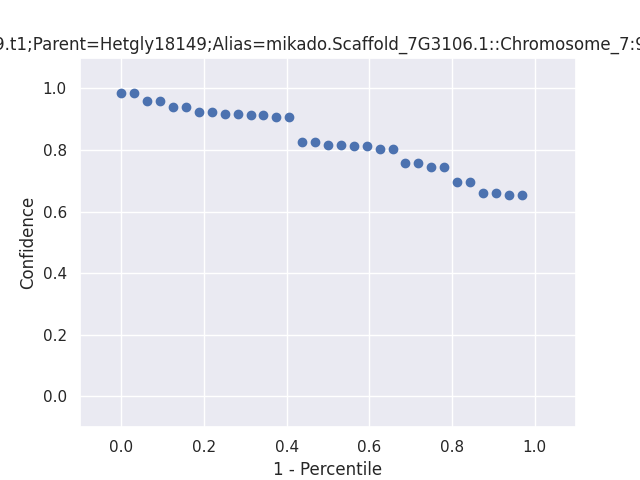 9.t1;Parent=Hetgly18149;Alias=mikado.Scaffold_7G3106.1::Chromosome_7:9
1.0
0.8
0.6
0.4
0.2
0.0
Confidence
0.0 0.2 0.4 0.6 0.8 1.0
1 - Percentile